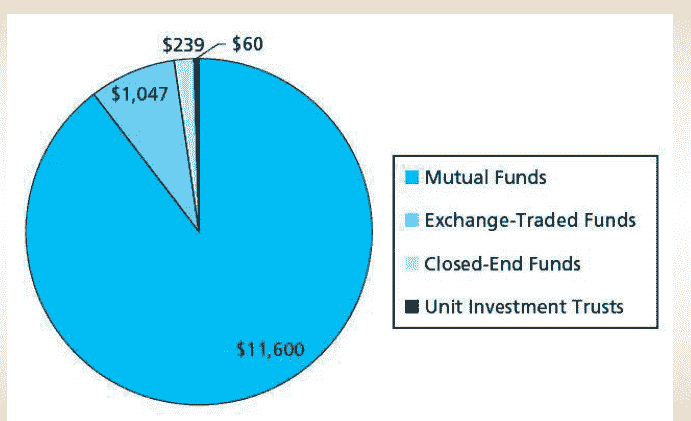 $239 $60
$1,047
Mutual Funds
Exchange-Traded Funds
Closed-End Funds
Unit Investment Trusts
$11,600